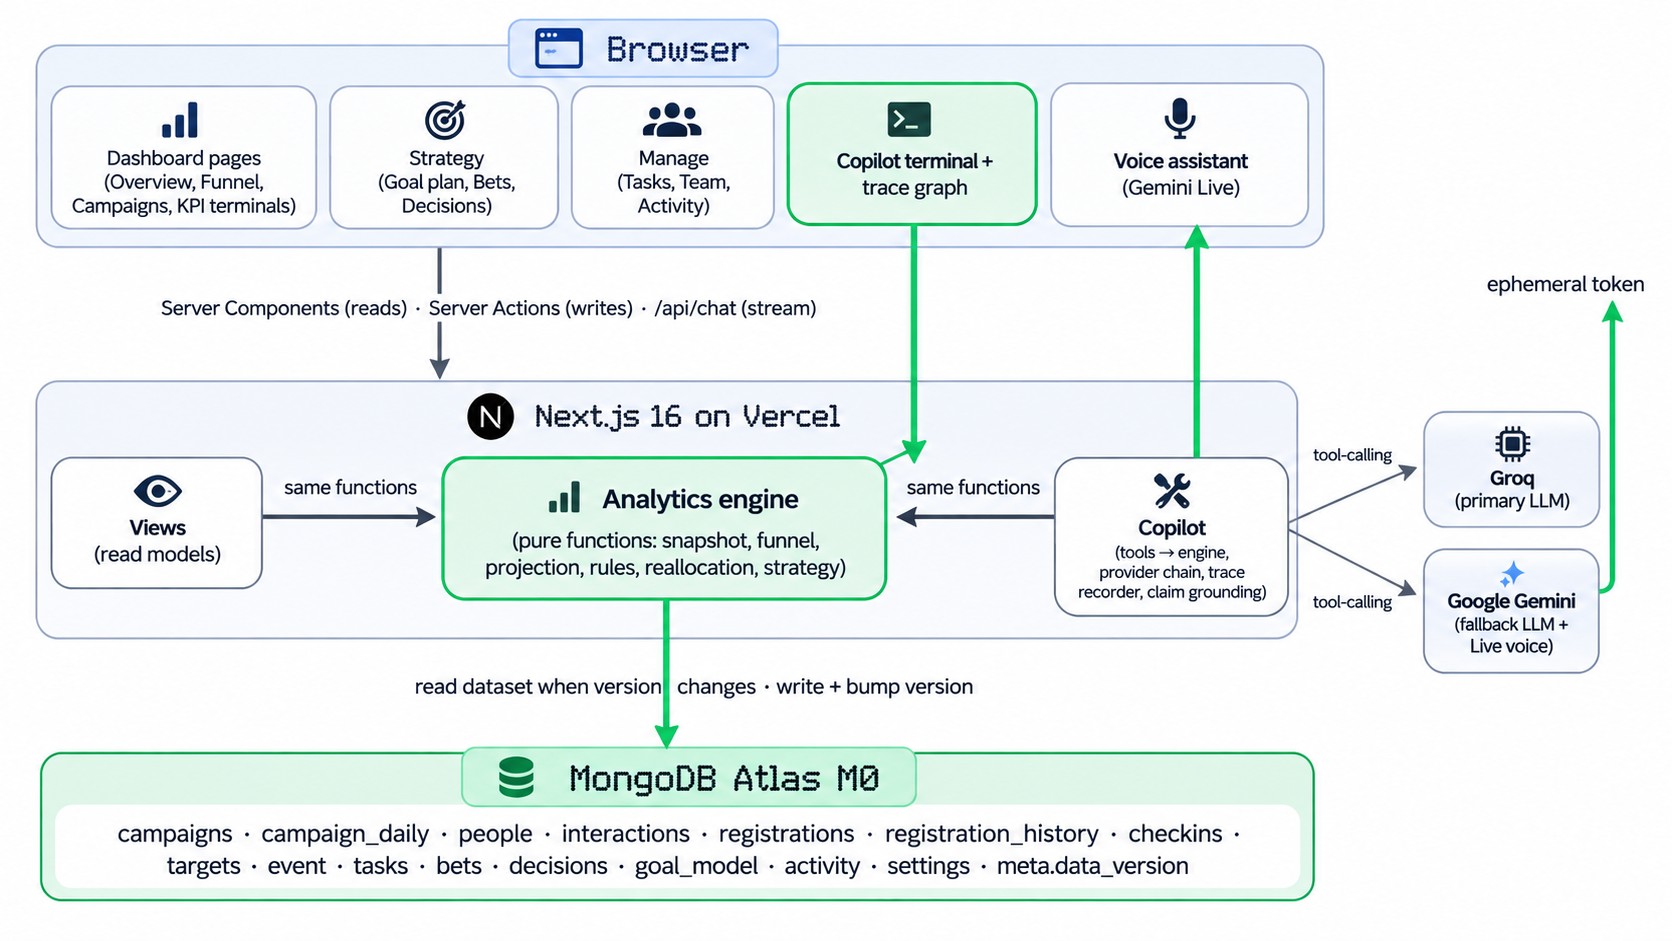 Browser
Dashboard pages
(Overview, Funnel,
Campaigns, KPI terminals)
Strategy
(Goal plan, Bets,
Decisions)
Manage
(Tasks, Team,
Activity)
Copilot terminal +
trace graph
Voice assistant
(Gemini Live)
ephemeral token
Server Components (reads) · Server Actions (writes) · /api/chat (stream)
N Next.js 16 on Vercel
Views
(read models)
same functions
Analytics engine
(pure functions: snapshot, funnel,
projection, rules, reallocation, strategy)
same functions
Copilot
(tools → engine,
provider chain, trace
recorder, claim grounding)
tool-calling
Groq
(primary LLM)
tool-calling
Google Gemini
(fallback LLM +
Live voice)
read dataset when version changes · write + bump version
MongoDB Atlas M0
campaigns · campaign_daily · people · interactions · registrations · registration_history · checkins ·
targets · event · tasks · bets · decisions · goal_model · activity · settings · meta.data_version